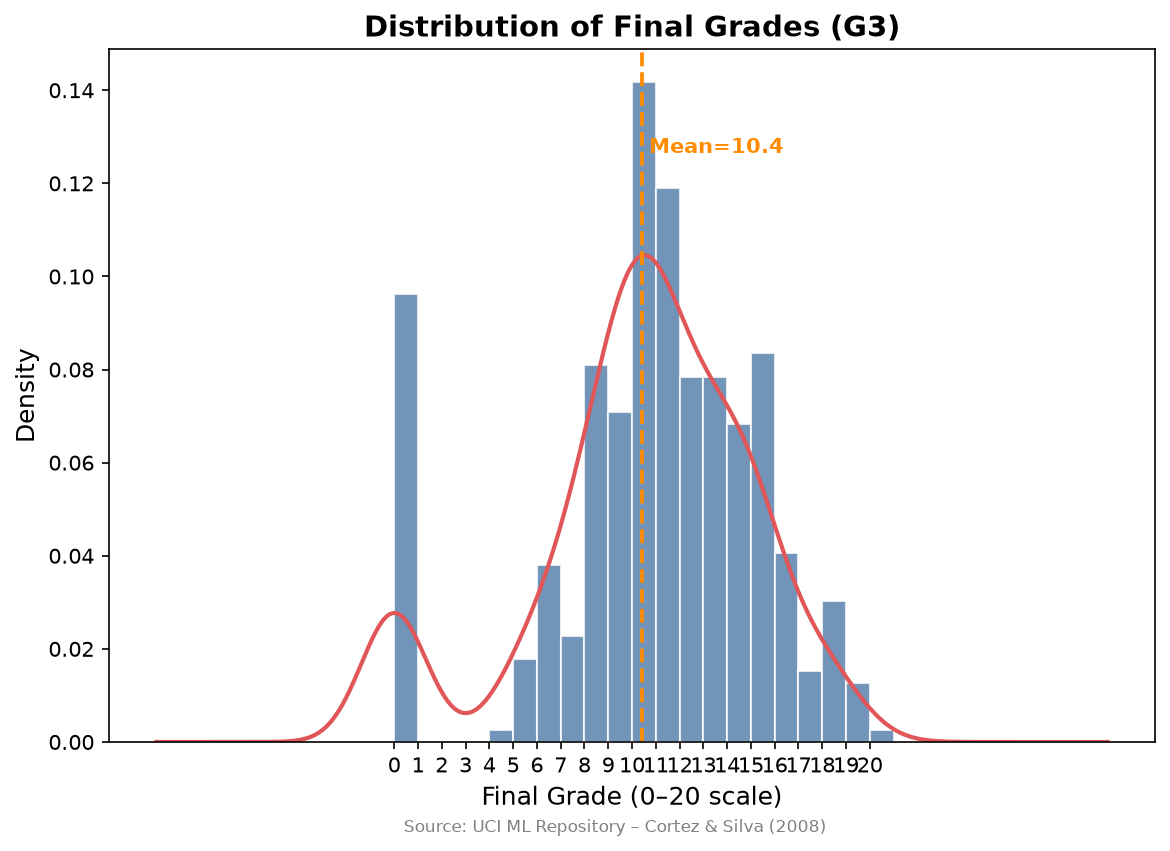 Distribution of Final Grades (G3)
0.14
0.12
0.10
0.08
0.06
0.04
0.02
0.00
Density
Mean=10.4
0 1 2 3 4 5 6 7 8 9 10 11 12 13 14 15 16 17 18 19 20
Final Grade (0–20 scale)
Source: UCI ML Repository – Cortez & Silva (2008)